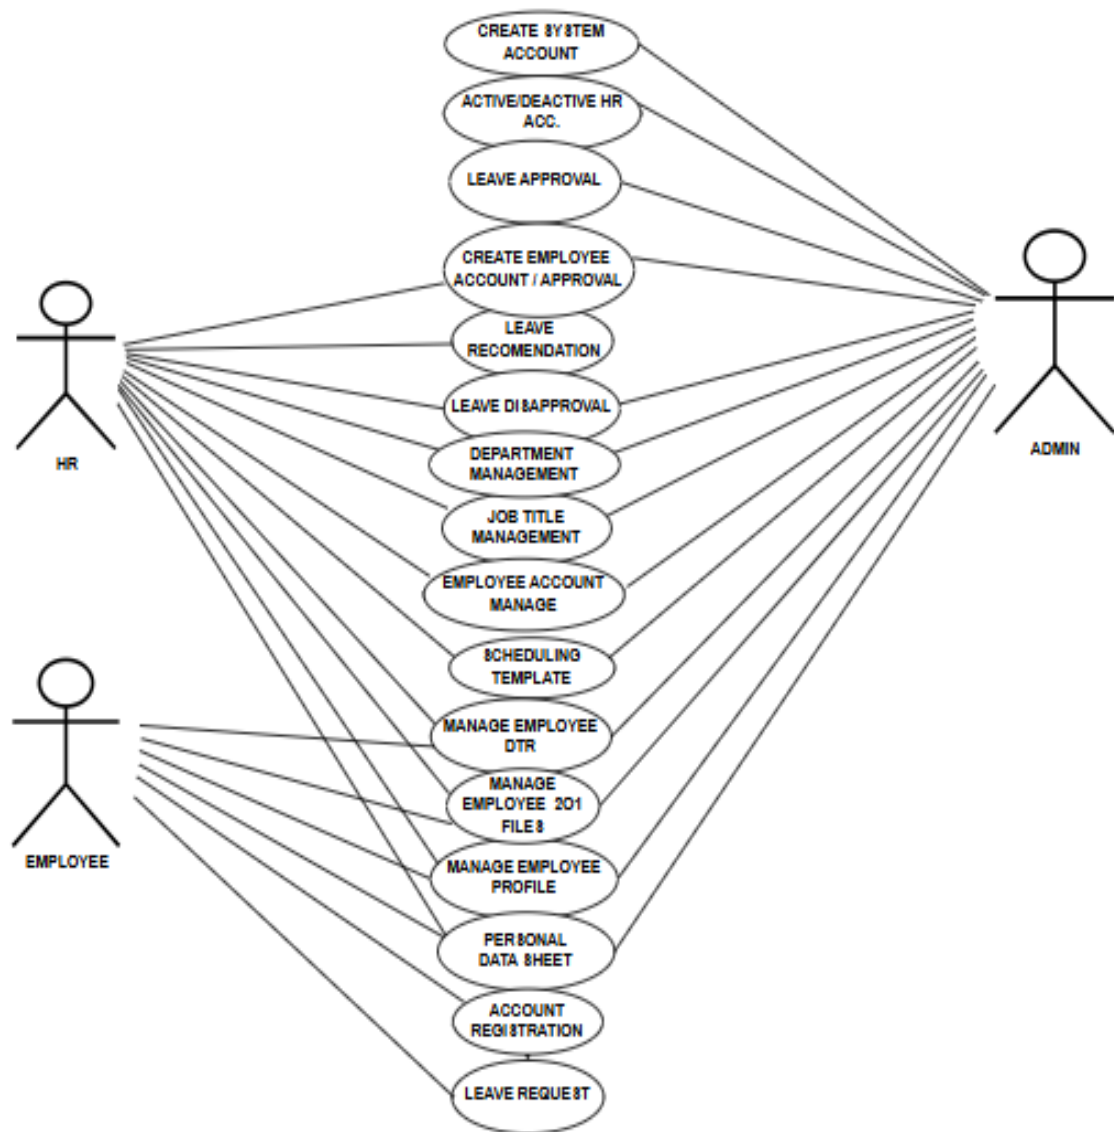 CREATE SYSTEM
ACCOUNT
ACTIVE/DEACTIVE HR
ACC.
LEAVE APPROVAL
CREATE EMPLOYEE
ACCOUNT / APPROVAL
LEAVE
RECOMENDATION
LEAVE DISAPPROVAL
DEPARTMENT
MANAGEMENT
JOB TITLE
MANAGEMENT
EMPLOYEE ACCOUNT
MANAGE
SCHEDULING
TEMPLATE
MANAGE EMPLOYEE
DTR
MANAGE
EMPLOYEE 201
FILES
MANAGE EMPLOYEE
PROFILE
PERSONAL
DATA SHEET
ACCOUNT
REGISTRATION
LEAVE REQUEST
HR
EMPLOYEE
ADMIN